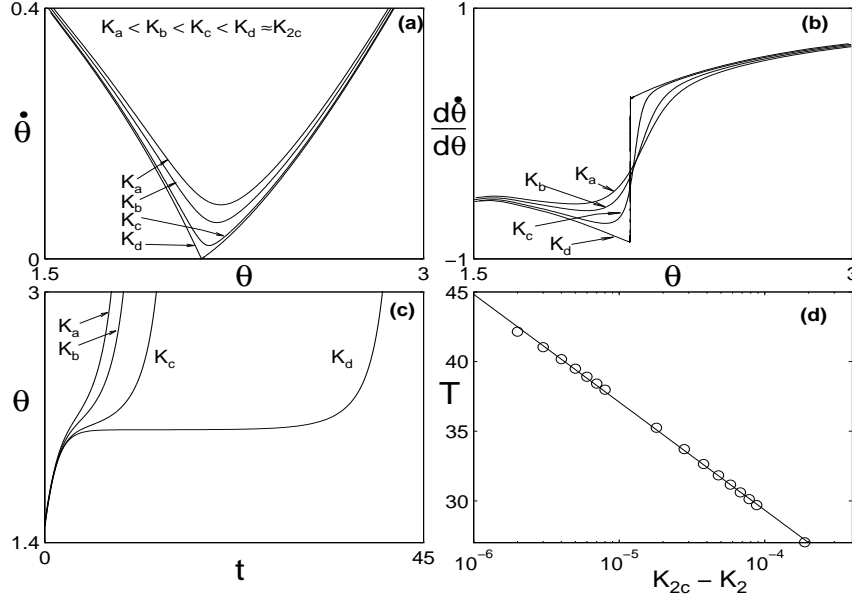 0.4
K_a < K_b < K_c < K_d ≈ K_2c
(a)
θ̇
K_a
K_b
K_c
K_d
0
1.5
θ
3
1
(b)
dθ̇
dθ
K_b
K_a
K_c
K_d
−1
1.5
θ
3
3
(c)
K_a
K_b
K_c
K_d
θ
1.4
0
t
45
45
(d)
40
T
35
30
10^−6
10^−5
10^−4
K_2c − K_2